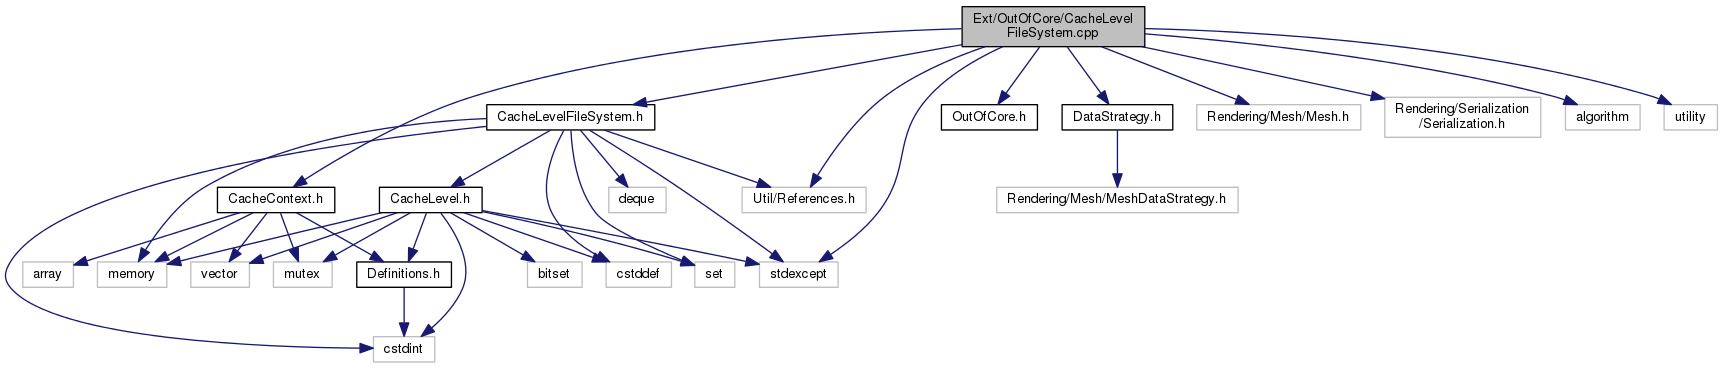 Ext/OutOfCore/CacheLevel
FileSystem.cpp
CacheLevelFileSystem.h
OutOfCore.h
DataStrategy.h
Rendering/Mesh/Mesh.h
Rendering/Serialization
/Serialization.h
algorithm
utility
CacheContext.h
CacheLevel.h
deque
Util/References.h
Rendering/Mesh/MeshDataStrategy.h
array
memory
vector
mutex
Definitions.h
bitset
cstddef
set
stdexcept
cstdint